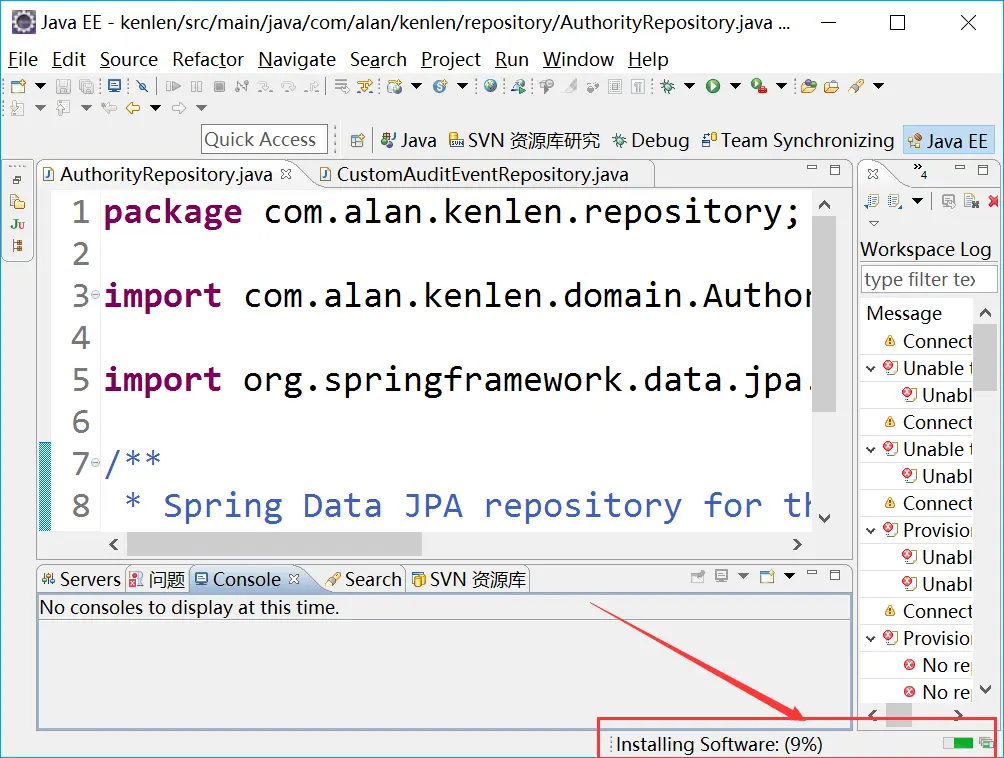 Java EE - kenlen/src/main/java/com/alan/kenlen/repository/AuthorityRepository.java ...
File Edit Source Refactor Navigate Search Project Run Window Help
Quick Access Java SVN 资源库研究 Debug Team Synchronizing Java EE
AuthorityRepository.java CustomAuditEventRepository.java
4
1 package com.alan.kenlen.repository;
2
3 import com.alan.kenlen.domain.Author
4
5 import org.springframework.data.jpa.
6
7 /**
8 * Spring Data JPA repository for th
Ju
Workspace Log
type filter tex
Message
Connect
Unable t
Unabl
Connect
Unable t
Unabl
Connect
Provision
Unabl
Unabl
Connect
Provision
No rep
No rep
Servers 问题 Console Search SVN 资源库
No consoles to display at this time.
Installing Software: (9%)